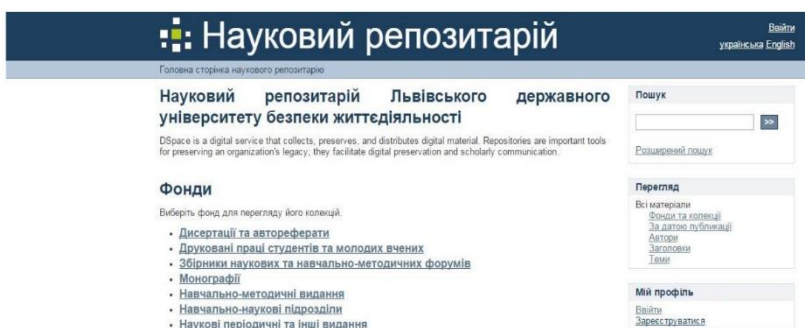 Науковий репозитарій
Ввійти
українська English
Головна сторінка наукового репозитарію
Науковий репозитарій Львівського державного
університету безпеки життєдіяльності
DSpace is a digital service that collects, preserves, and distributes digital material. Repositories are important tools
for preserving an organization's legacy; they facilitate digital preservation and scholarly communication.
Фонди
Виберіть фонд для перегляду його колекцій.
• Дисертації та автореферати
• Друковані праці студентів та молодих вчених
• Збірники наукових та навчально-методичних форумів
• Монографії
• Навчально-методичні видання
• Навчально-наукові підрозділи
• Наукові періодичні та інші видання
Пошук
>>
Розширений пошук
Перегляд
Всі матеріали
Фонди та колекції
За датою публикації
Автори
Заголовки
Теми
Мій профіль
Ввійти
Зареєструватися